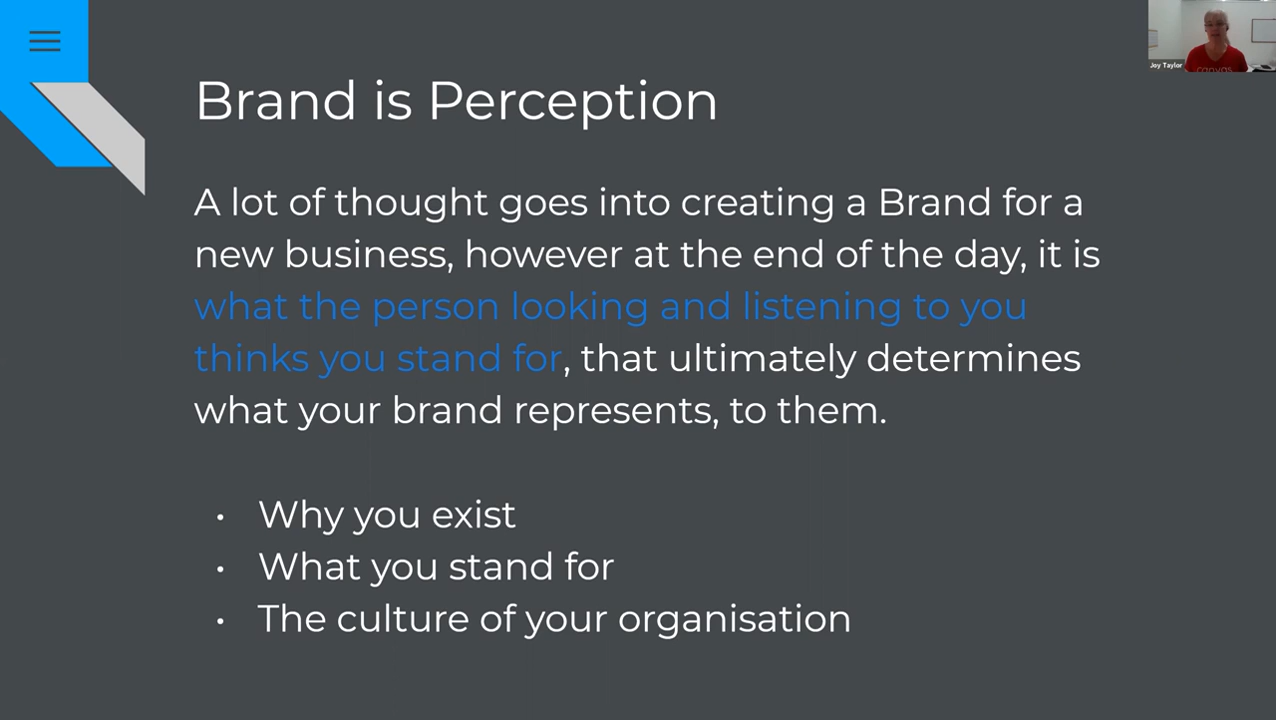 Brand is Perception
Joy Taylor
canvas
A lot of thought goes into creating a Brand for a
new business, however at the end of the day, it is
what the person looking and listening to you
thinks you stand for, that ultimately determines
what your brand represents, to them.
• Why you exist
• What you stand for
• The culture of your organisation